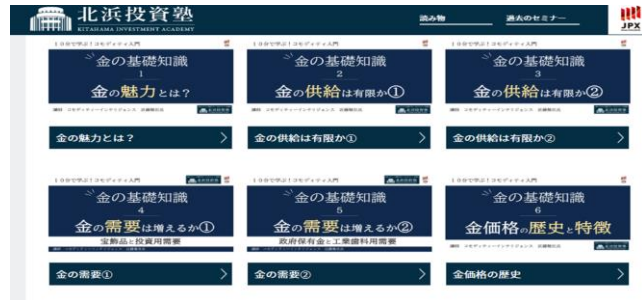 北浜投資塾
KITAHAMA INVESTMENT ACADEMY
読み物
過去のセミナー
JPX
金の基礎知識
1
金の魅力とは?
金の魅力とは?
金の基礎知識
2
金の供給は有限か①
金の供給は有限か①
金の基礎知識
3
金の供給は有限か②
金の供給は有限か②
金の基礎知識
4
金の需要は増えるか①
宝飾品と投資用需要
金の需要①
金の基礎知識
5
金の需要は増えるか②
政府保有金と工業歯科用需要
金の需要②
金の基礎知識
6
金価格の歴史と特徴
金価格の歴史